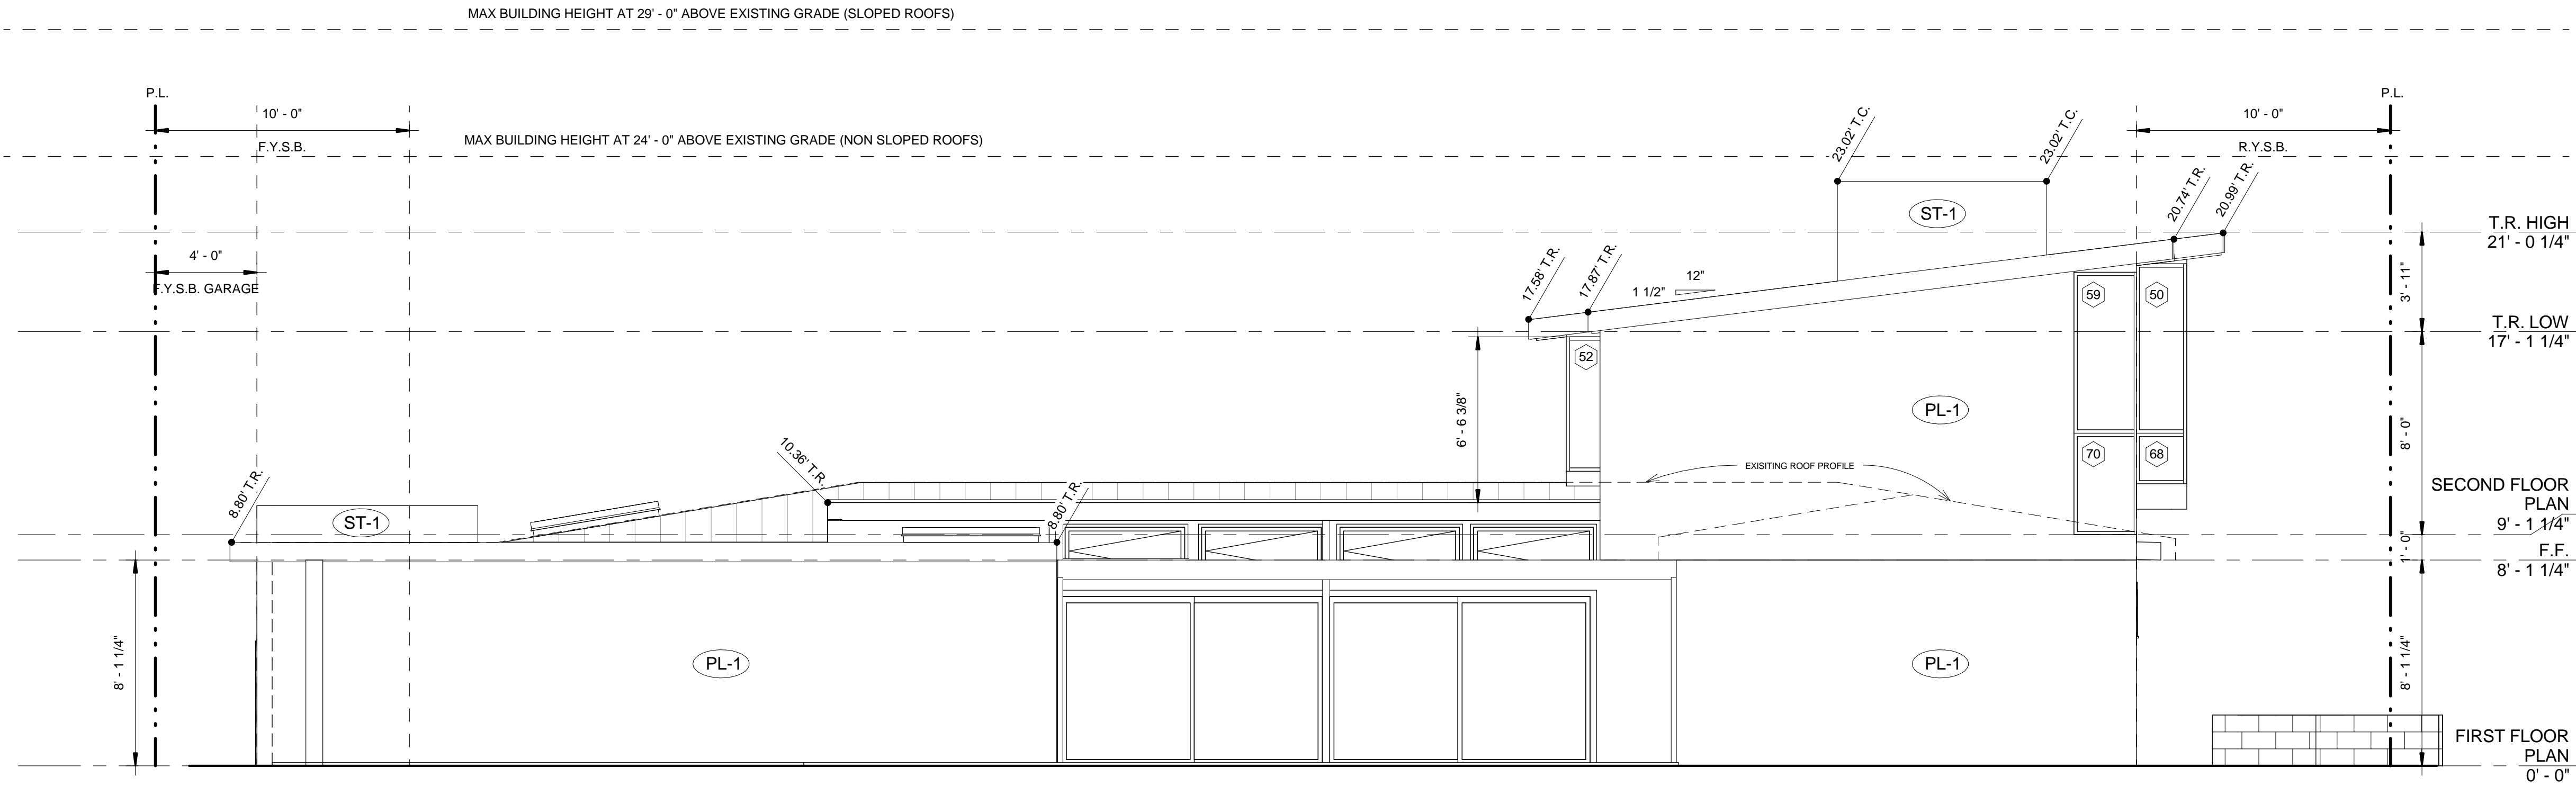 MAX BUILDING HEIGHT AT 29' - 0" ABOVE EXISTING GRADE (SLOPED ROOFS)
P.L.
P.L.
10' - 0"
10' - 0"
F.Y.S.B.
MAX BUILDING HEIGHT AT 24' - 0" ABOVE EXISTING GRADE (NON SLOPED ROOFS)
R.Y.S.B.
23.02' T.C.
23.02' T.C.
20.74' T.R.
20.99' T.R.
ST-1
T.R. HIGH
21' - 0 1/4"
4' - 0"
F.Y.S.B. GARAGE
17.58' T.R.
17.87' T.R.
12"
1 1/2"
59
50
3' - 11"
T.R. LOW
17' - 1 1/4"
52
6' - 6 3/8"
PL-1
8' - 0"
10.36' T.R.
70
68
EXISITING ROOF PROFILE
8.80' T.R.
8.80' T.R.
ST-1
SECOND FLOOR
PLAN
9' - 1 1/4"
1' - 0"
F.F.
8' - 1 1/4"
8' - 1 1/4"
PL-1
PL-1
8' - 1 1/4"
FIRST FLOOR
PLAN
0' - 0"